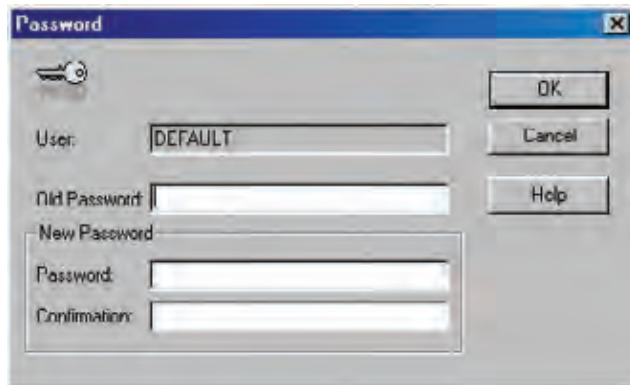 Password
OK
User: DEFAULT
Cancel
Old Password:
Help
New Password
Password:
Confirmation: